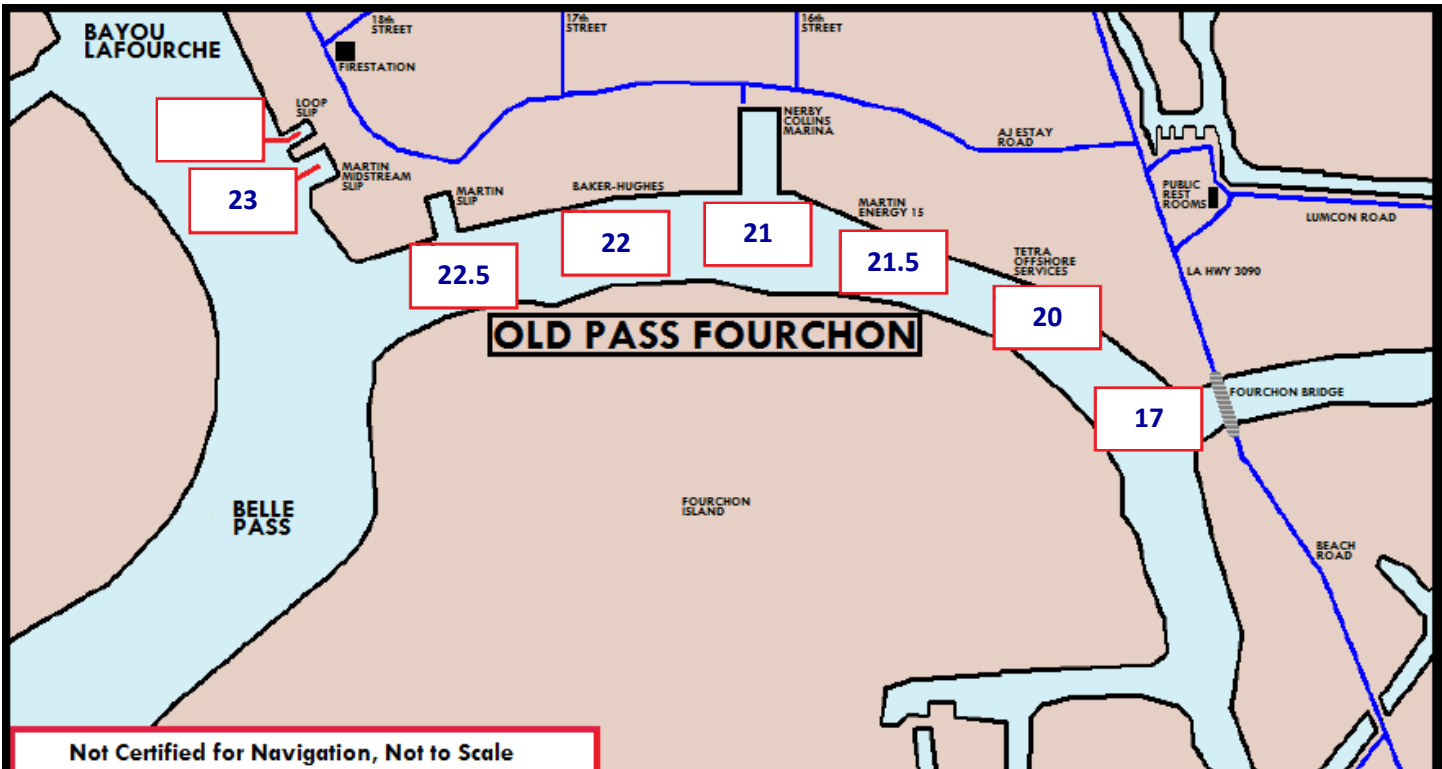 BAYOU
LAFOURCHE
18th
STREET
17th
STREET
16th
STREET
FIRESTATION
LOOP
SLIP
NERBY
COLLINS
MARINA
AJ ESTAY
ROAD
MARTIN
MIDSTREAM
SLIP
23
MARTIN
SLIP
BAKER-HUGHES
MARTIN
ENERGY 15
PUBLIC
REST
ROOMS
LUMCON ROAD
22.5
22
21
21.5
TETRA
OFFSHORE
SERVICES
20
LA HWY 3090
OLD PASS FOURCHON
17
FOURCHON BRIDGE
BELLE
PASS
FOURCHON
ISLAND
BEACH
ROAD
Not Certified for Navigation, Not to Scale